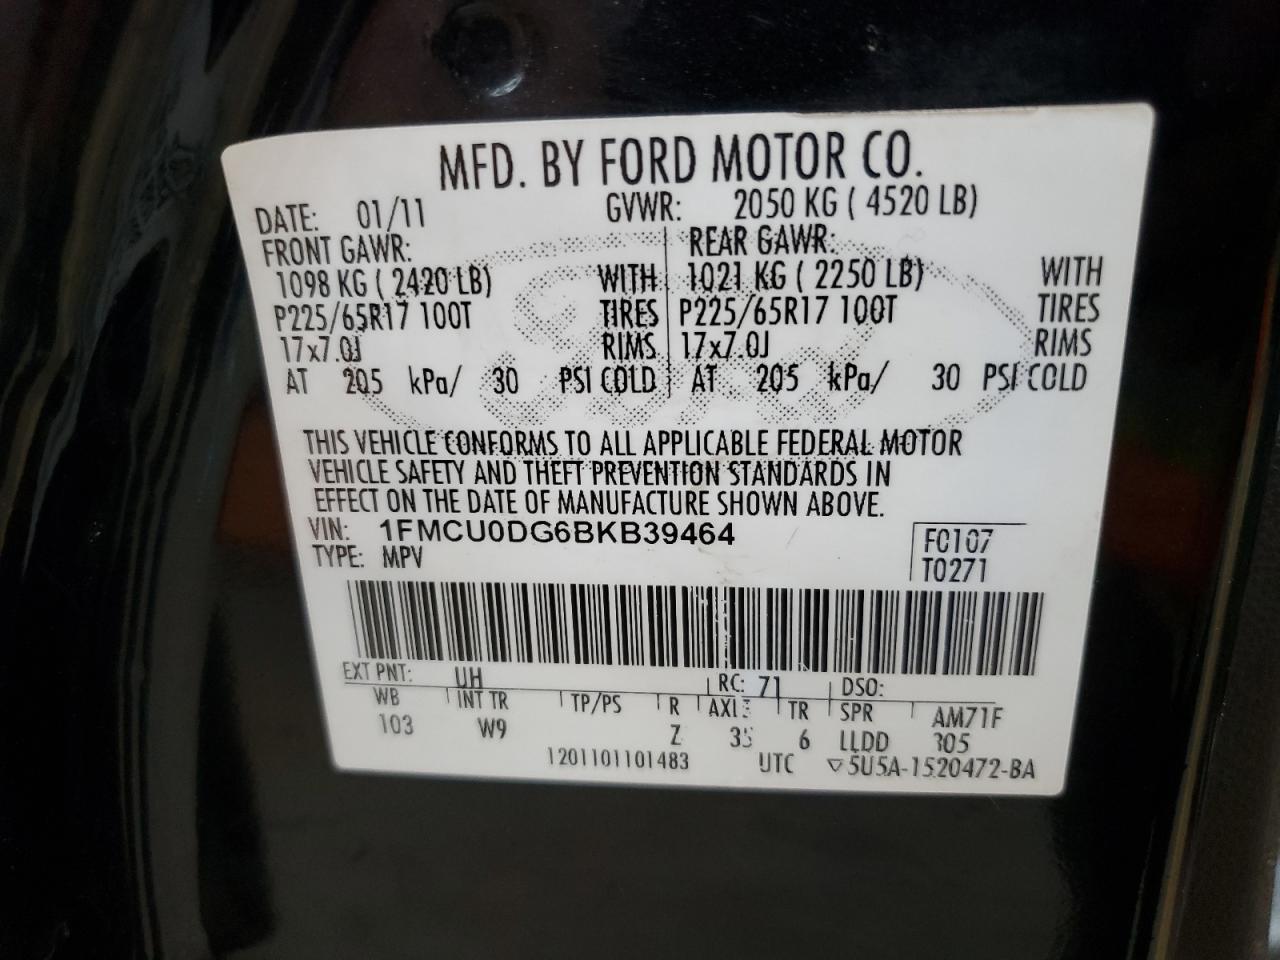 MFD. BY FORD MOTOR CO.
DATE: 01/11 GVWR: 2050 KG ( 4520 LB)
FRONT GAWR: REAR GAWR:
1098 KG ( 2420 LB) WITH 1021 KG ( 2250 LB) WITH
P225/65R17 100T TIRES P225/65R17 100T TIRES
17x7.0J RIMS 17x7.0J RIMS
AT 205 kPa/ 30 PSI COLD AT 205 kPa/ 30 PSI COLD
THIS VEHICLE CONFORMS TO ALL APPLICABLE FEDERAL MOTOR
VEHICLE SAFETY AND THEFT PREVENTION STANDARDS IN
EFFECT ON THE DATE OF MANUFACTURE SHOWN ABOVE.
VIN: 1FMCU0DG6BKB39464 F0107
TYPE: MPV T0271
EXT PNT: UH RC: 71 DSO:
WB INT TR TP/PS R AXLE TR SPR AM71F
103 W9 Z 35 6 LLDD 305
1201101101483 UTC ▽5U5A-1520472-BA